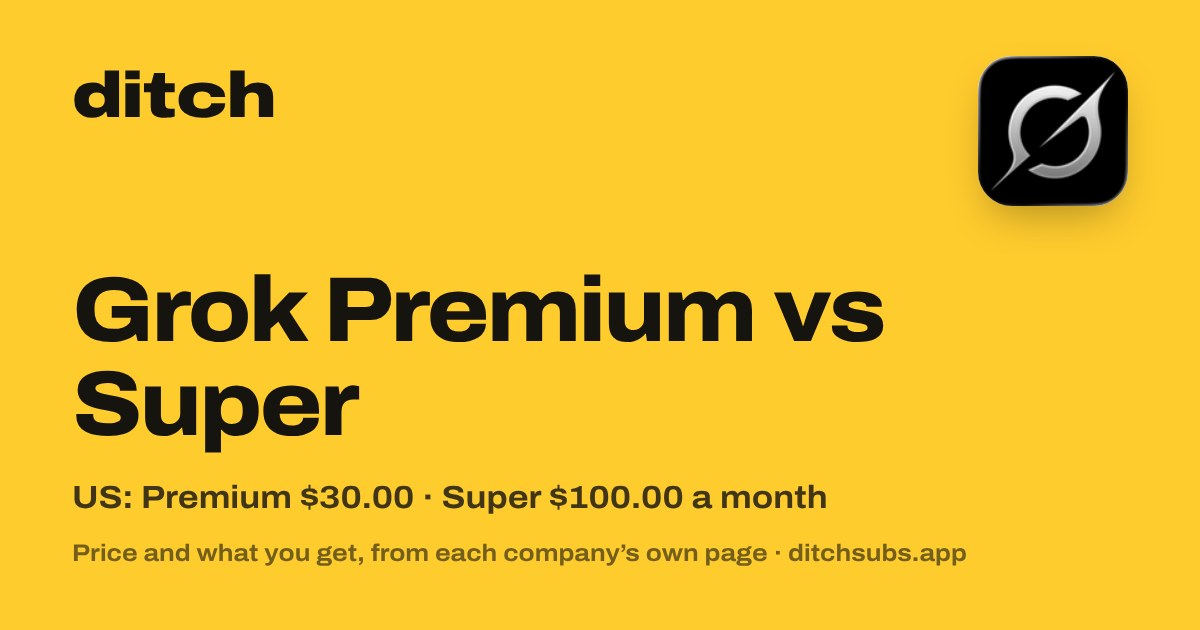 ditch
Grok Premium vs
Super
US: Premium $30.00 · Super $100.00 a month
Price and what you get, from each company’s own page · ditchsubs.app